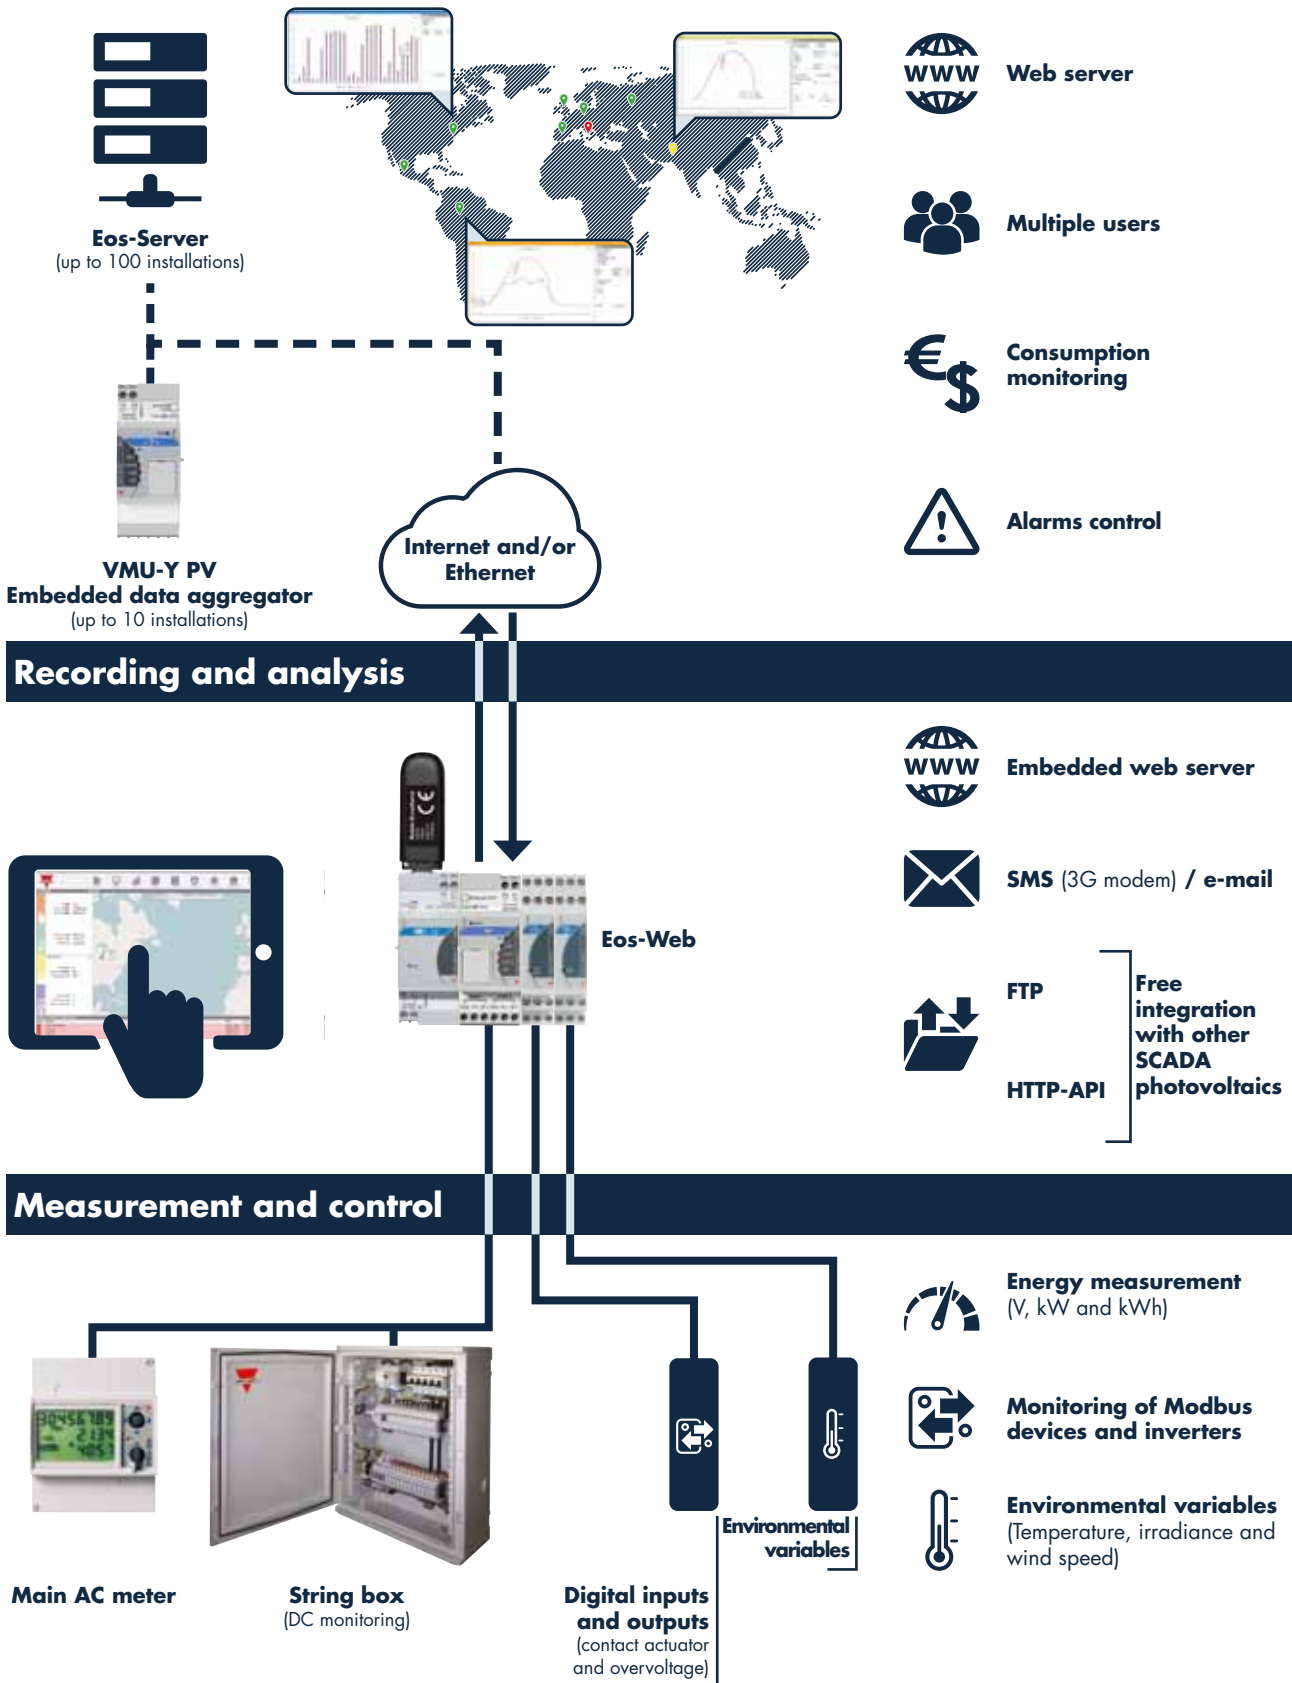 Eos-Server
(up to 100 installations)
VMU-Y PV
Embedded data aggregator
(up to 10 installations)
Internet and/or
Ethernet
WWW
Web server
Multiple users
Consumption
monitoring
Alarms control
Recording and analysis
Eos-Web
WWW
Embedded web server
SMS (3G modem) / e-mail
FTP
HTTP-API
Free
integration
with other
SCADA
photovoltaics
Measurement and control
Main AC meter
String box
(DC monitoring)
Digital inputs
and outputs
(contact actuator
and overvoltage)
Environmental
variables
Energy measurement
(V, kW and kWh)
Monitoring of Modbus
devices and inverters
Environmental variables
(Temperature, irradiance and
wind speed)